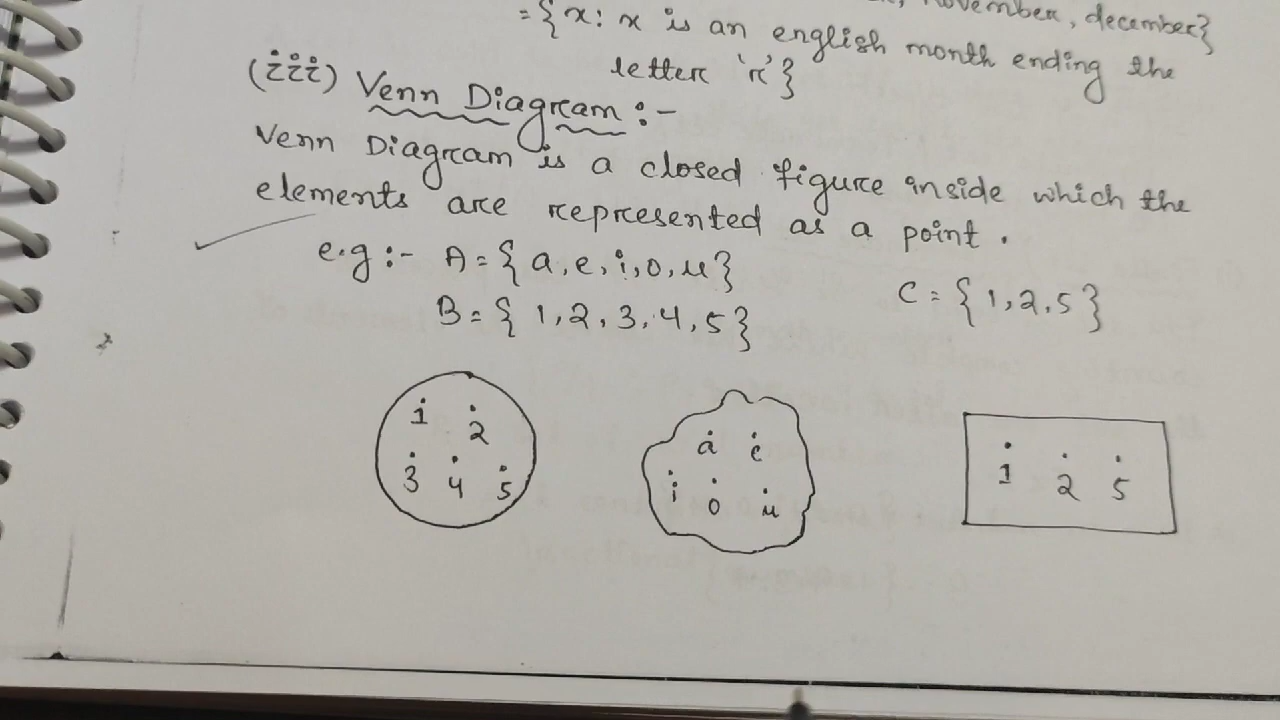 november, december}
= {x: x is an english month ending the
letter 'r'}
(iii) Venn Diagram :-
Venn Diagram is a closed figure inside which the
elements are represented as a point.
e.g :- A = { a, e, i, o, u}
B = { 1, 2, 3, 4, 5}
C = { 1, 2, 5 }
1 2
3 4 5
a e
i o u
1 2 5